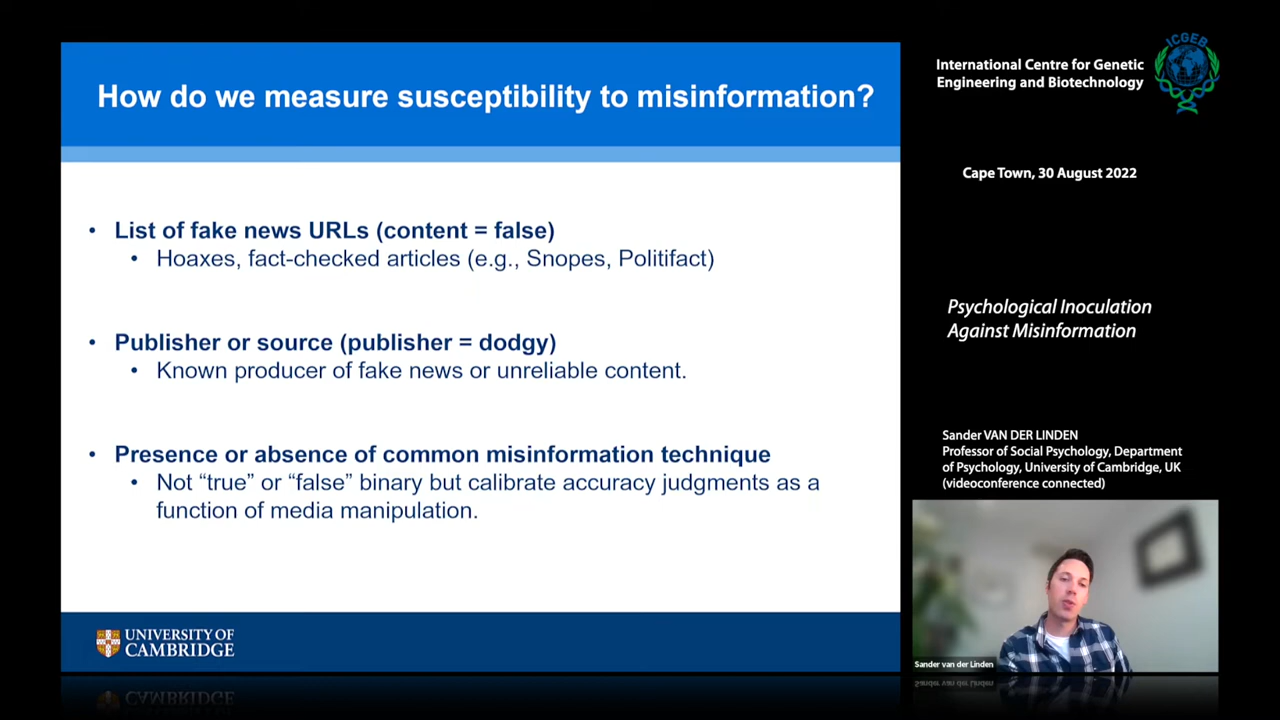 How do we measure susceptibility to misinformation?
• List of fake news URLs (content = false)
• Hoaxes, fact-checked articles (e.g., Snopes, Politifact)
• Publisher or source (publisher = dodgy)
• Known producer of fake news or unreliable content.
• Presence or absence of common misinformation technique
• Not “true” or “false” binary but calibrate accuracy judgments as a
function of media manipulation.
UNIVERSITY OF
CAMBRIDGE
International Centre for Genetic
Engineering and Biotechnology
ICGEB
Cape Town, 30 August 2022
Psychological Inoculation
Against Misinformation
Sander VAN DER LINDEN
Professor of Social Psychology, Department
of Psychology, University of Cambridge, UK
(videoconference connected)
Sander van der Linden